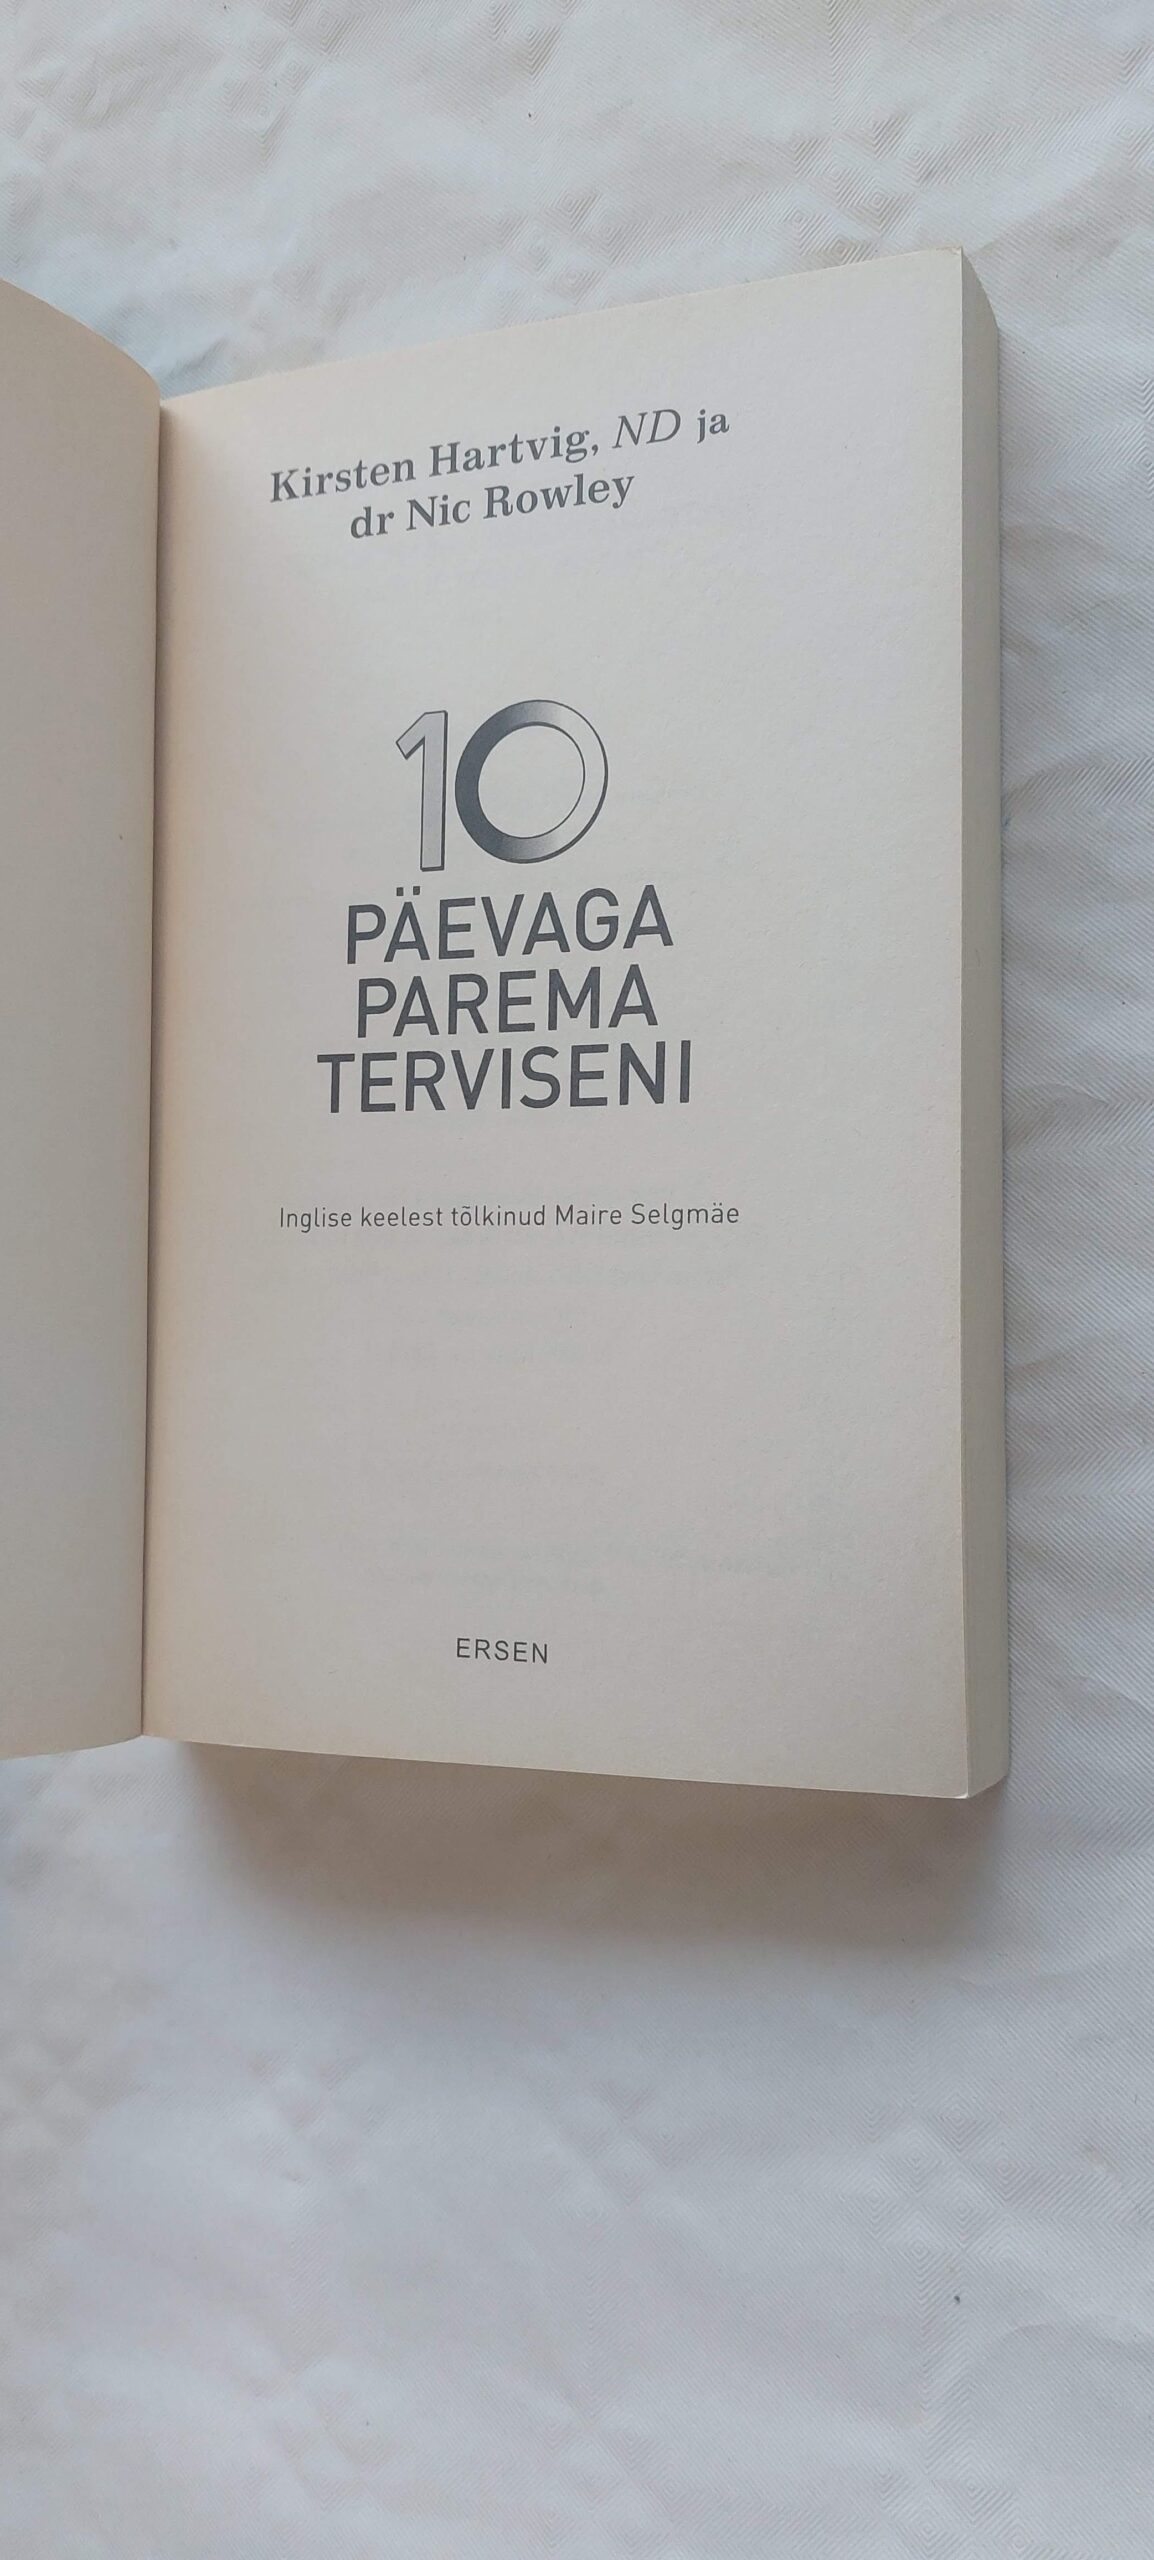 Kirsten Hartvig, ND ja
dr Nic Rowley
10
PÄEVAGA
PAREMA
TERVISENI
Inglise keelest tõlkinud Maire Selgmäe
ERSEN